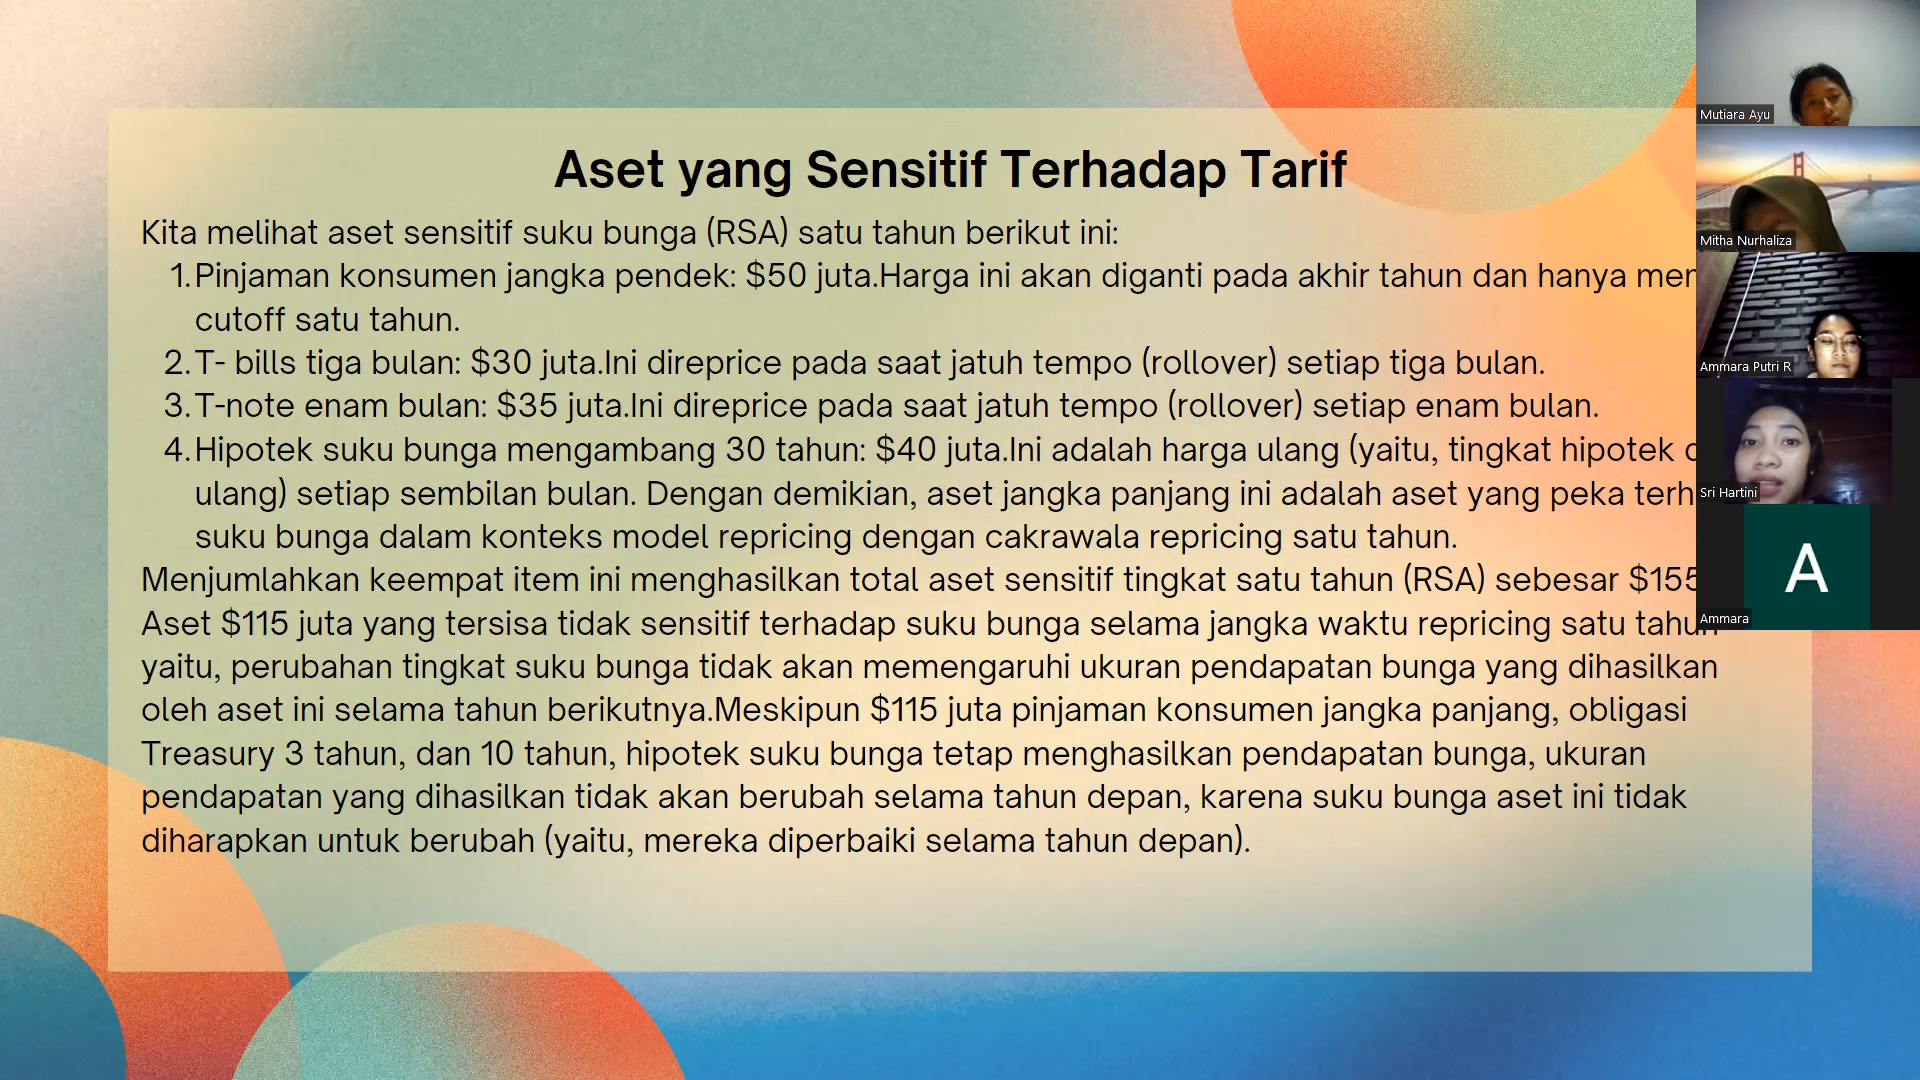 Aset yang Sensitif Terhadap Tarif
Kita melihat aset sensitif suku bunga (RSA) satu tahun berikut ini:
1. Pinjaman konsumen jangka pendek: $50 juta.Harga ini akan diganti pada akhir tahun dan hanya
cutoff satu tahun.
2. T- bills tiga bulan: $30 juta.Ini direprice pada saat jatuh tempo (rollover) setiap tiga bulan.
3. T-note enam bulan: $35 juta.Ini direprice pada saat jatuh tempo (rollover) setiap enam bulan.
4. Hipotek suku bunga mengambang 30 tahun: $40 juta.Ini adalah harga ulang (yaitu, tingkat hipotek
ulang) setiap sembilan bulan. Dengan demikian, aset jangka panjang ini adalah aset yang peka
suku bunga dalam konteks model repricing dengan cakrawala repricing satu tahun.
Menjumlahkan keempat item ini menghasilkan total aset sensitif tingkat satu tahun (RSA) sebesar $155
Aset $115 juta yang tersisa tidak sensitif terhadap suku bunga selama jangka waktu repricing satu tahun
yaitu, perubahan tingkat suku bunga tidak akan memengaruhi ukuran pendapatan bunga yang dihasilkan
oleh aset ini selama tahun berikutnya.Meskipun $115 juta pinjaman konsumen jangka panjang, obligasi
Treasury 3 tahun, dan 10 tahun, hipotek suku bunga tetap menghasilkan pendapatan bunga, ukuran
pendapatan yang dihasilkan tidak akan berubah selama tahun depan, karena suku bunga aset ini tidak
diharapkan untuk berubah (yaitu, mereka diperbaiki selama tahun depan).
Mutiara Ayu
Mitha Nurhaliza
Ammara Putri R
Sri Hartini
A
Ammara